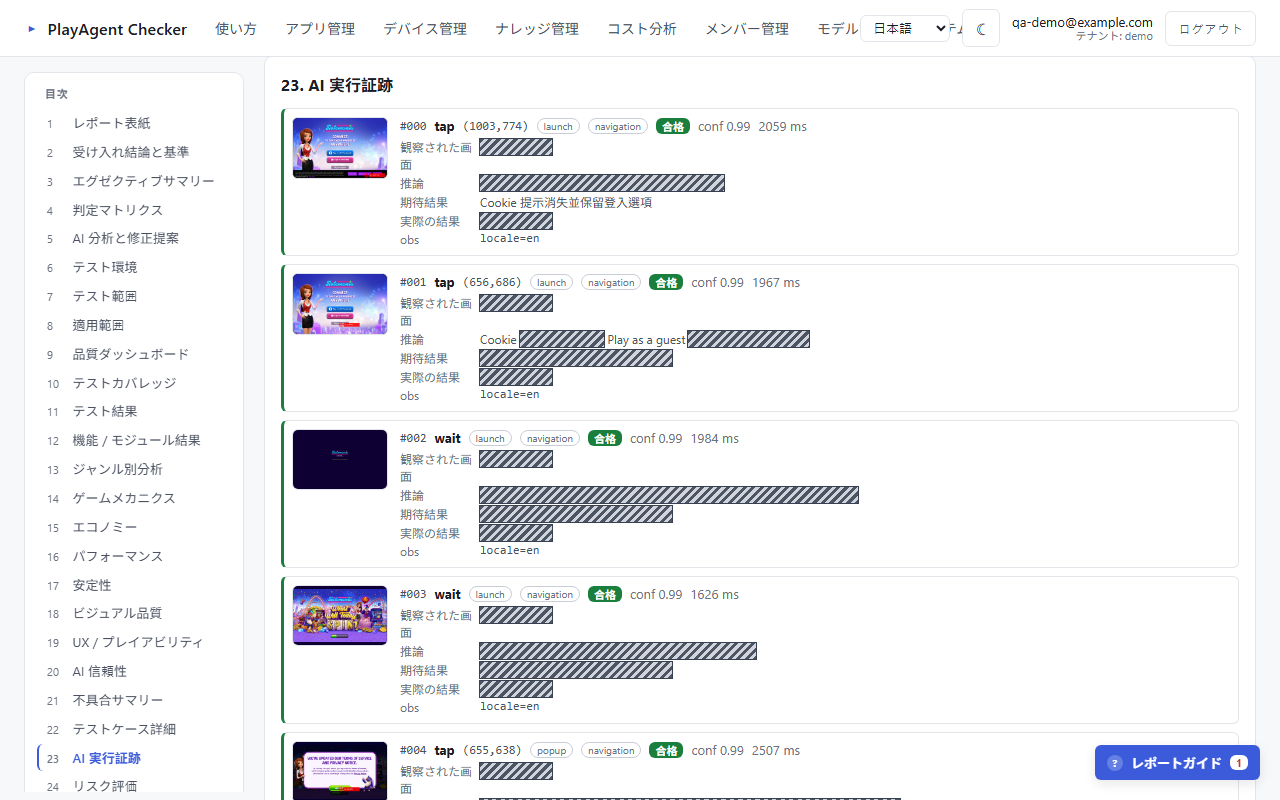 PlayAgent Checker
使い方
アプリ管理
デバイス管理
ナレッジ管理
コスト分析
メンバー管理
モデル
日本語
qa-demo@example.com
テナント: demo
ログアウト
目次
1 レポート表紙
2 受け入れ結論と基準
3 エグゼクティブサマリー
4 判定マトリクス
5 AI 分析と修正提案
6 テスト環境
7 テスト範囲
8 適用範囲
9 品質ダッシュボード
10 テストカバレッジ
11 テスト結果
12 機能 / モジュール結果
13 ジャンル別分析
14 ゲームメカニクス
15 エコノミー
16 パフォーマンス
17 安定性
18 ビジュアル品質
19 UX / プレイアビリティ
20 AI 信頼性
21 不具合サマリー
22 テストケース詳細
23 AI 実行証跡
24 リスク評価
23. AI 実行証跡
#000 tap (1003,774) launch navigation 合格 conf 0.99 2059 ms
観察された画面
推論
期待結果 Cookie 提示消失並保留登入選項
実際の結果
obs locale=en
#001 tap (656,686) launch navigation 合格 conf 0.99 1967 ms
観察された画面
推論 Cookie Play as a guest
期待結果
実際の結果
obs locale=en
#002 wait launch navigation 合格 conf 0.99 1984 ms
観察された画面
推論
期待結果
実際の結果
obs locale=en
#003 wait launch navigation 合格 conf 0.99 1626 ms
観察された画面
推論
期待結果
実際の結果
obs locale=en
#004 tap (655,638) popup navigation 合格 conf 0.99 2507 ms
観察された画面
? レポートガイド 1